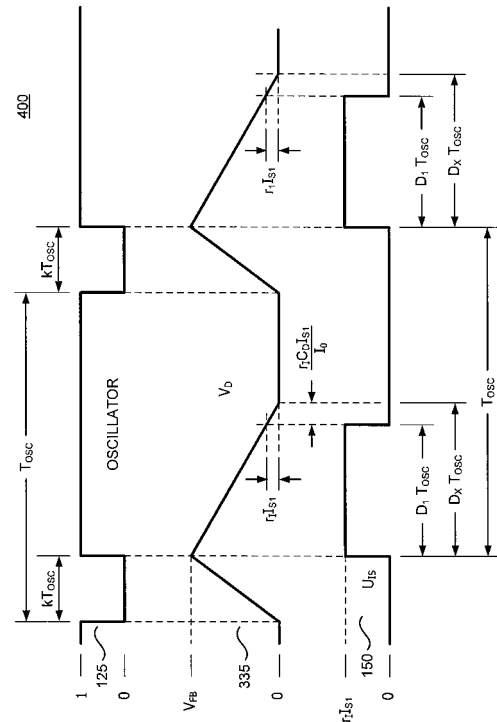 400
1
0
125
kT_OSC
T_OSC
OSCILLATOR
kT_OSC
V_FB
0
335
V_D
r_I I_S1
r_I C_D I_S1
I_0
r_1 I_S1
r_I I_S1
0
150
U_IS
D_1 T_OSC
D_X T_OSC
T_OSC
D_1 T_OSC
D_X T_OSC